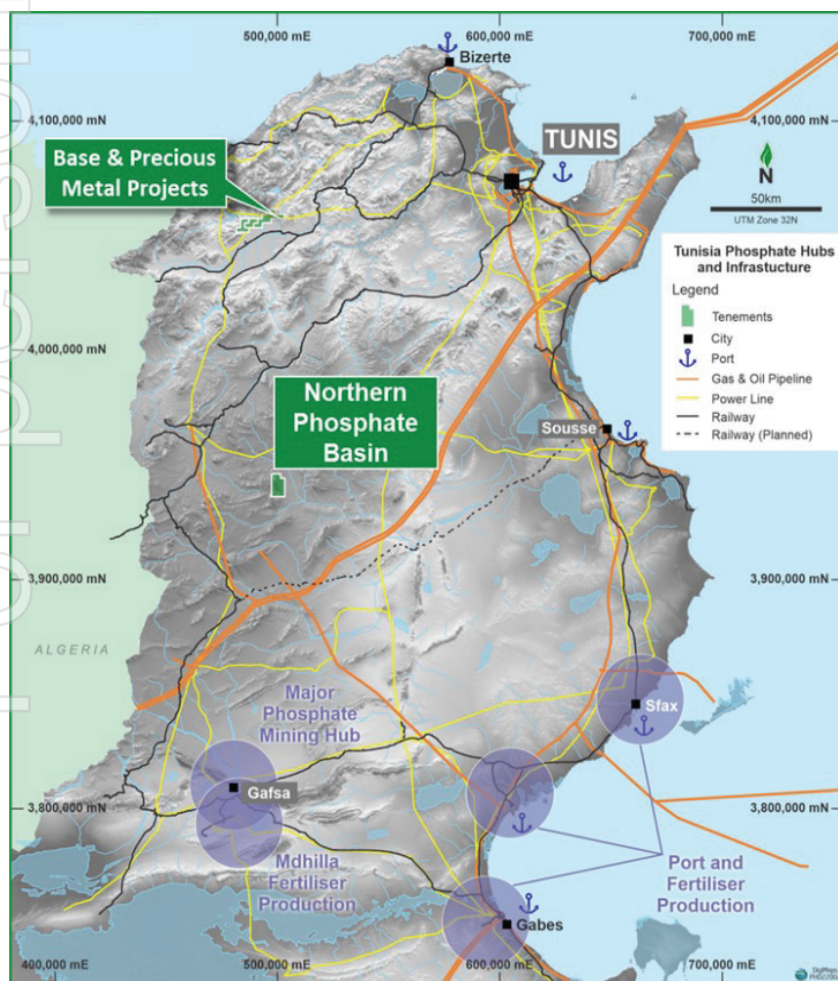 500,000 mE
600,000 mE
700,000 mE
Bizerte
4,100,000 mN
4,100,000 mN
TUNIS
Base & Precious
Metal Projects
N
50km
UTM Zone 32N
Tunisia Phosphate Hubs
and Infrastucture
Legend
Tenements
City
Port
Gas & Oil Pipeline
Power Line
Railway
Railway (Planned)
4,000,000 mN
Northern
Phosphate
Basin
Sousse
3,900,000 mN
3,900,000 mN
ALGERIA
Major
Phosphate
Mining Hub
Sfax
Gafsa
3,800,000 mN
3,800,000 mN
Mdhilla
Fertiliser
Production
Port and
Fertiliser
Production
Gabes
400,000 mE
500,000 mE
600,000 mE
700,000 mE